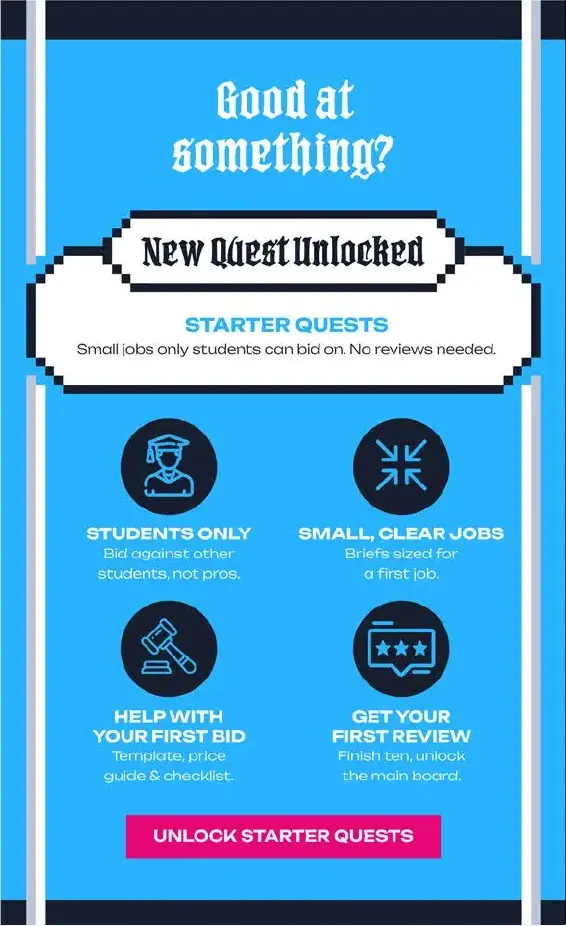 Good at
something?
New Quest Unlocked
STARTER QUESTS
Small jobs only students can bid on. No reviews needed.
STUDENTS ONLY
Bid against other
students, not pros.
SMALL, CLEAR JOBS
Briefs sized for
a first job.
HELP WITH
YOUR FIRST BID
Template, price
guide & checklist.
GET YOUR
FIRST REVIEW
Finish ten, unlock
the main board.
UNLOCK STARTER QUESTS